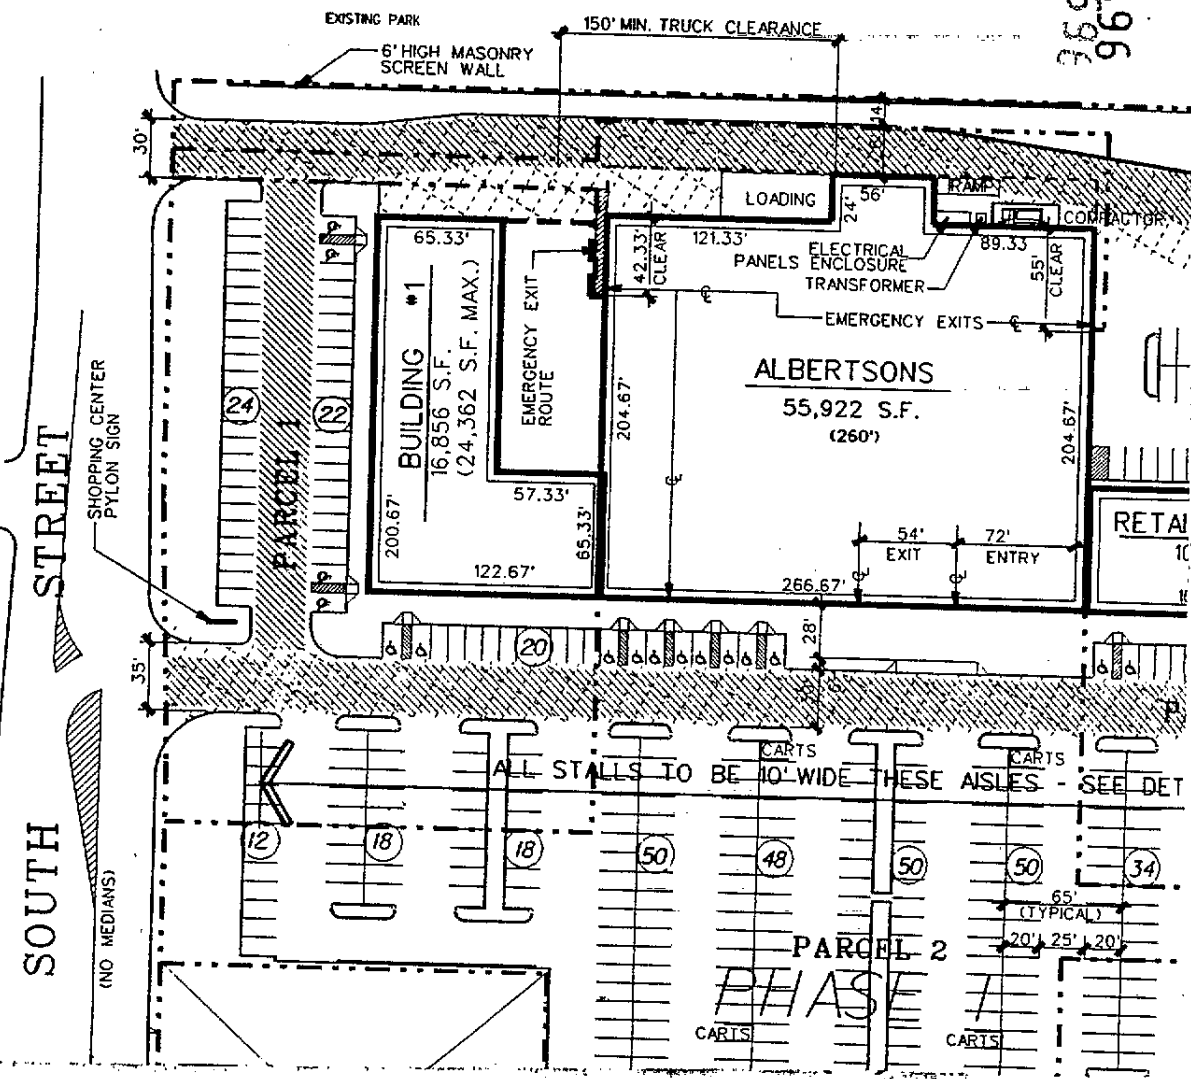 EXISTING PARK
150' MIN. TRUCK CLEARANCE
6' HIGH MASONRY
SCREEN WALL
30'
14'
LOADING
24'
56'
RAMP
COMPACTOR
65.33'
42.33'
CLEAR
121.33'
ELECTRICAL
PANELS ENCLOSURE
TRANSFORMER
89.33
55'
CLEAR
EMERGENCY EXITS
EMERGENCY EXIT
ROUTE
BUILDING #1
16,856 S.F.
(24,362 S.F. MAX.)
ALBERTSONS
55,922 S.F.
(260')
204.67'
204.67'
24
22
PARCEL 1
SHOPPING CENTER
PYLON SIGN
57.33'
65.33'
200.67'
122.67'
266.67'
54'
EXIT
72'
ENTRY
RETAI
20
28'
35'
CARTS
CARTS
ALL STALLS TO BE 10' WIDE THESE AISLES - SEE DET
12
18
18
50
48
50
50
34
65'
(TYPICAL)
20'
25'
20'
PARCEL 2
PHASE 1
CARTS
CARTS
SOUTH STREET
(NO MEDIANS)
P